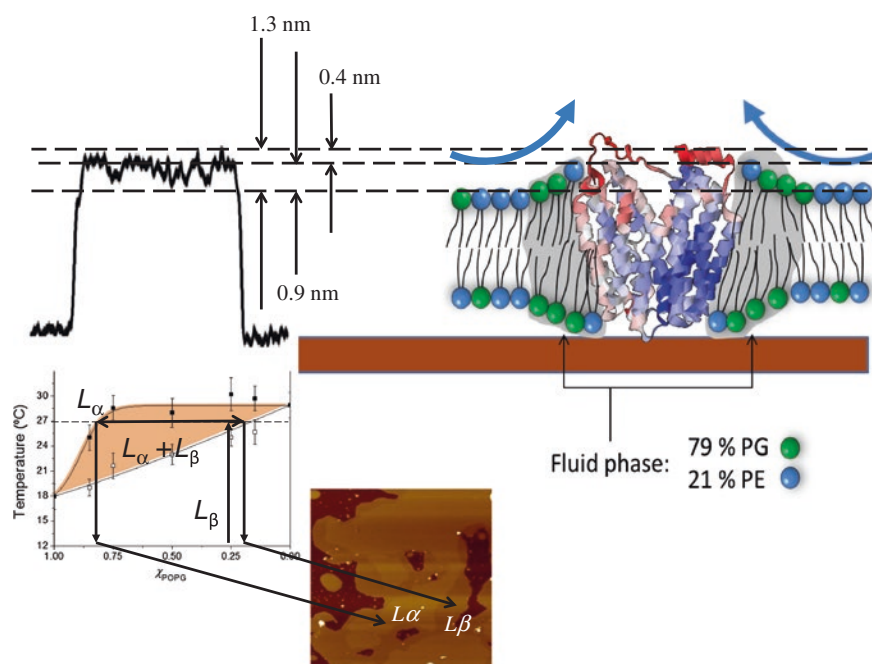 1.3 nm
0.4 nm
0.9 nm
Temperature (ºC)
30
27
24
21
18
15
12
Lα
Lα + Lβ
Lβ
1.00
0.75
0.50
0.25
0.00
χPOPG
Lα
Lβ
Fluid phase:
79 % PG
21 % PE